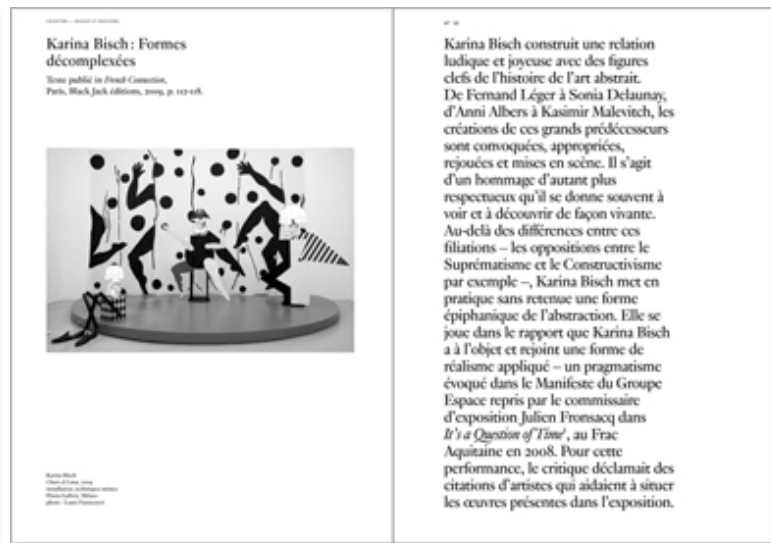 Karina Bisch : Formes
décomplexées
Texte publié in French Connection,
Paris, Black Jack éditions, 2009, p. 112-118.
Karina Bisch
installation, techniques mixtes
Karina Bisch construit une relation
ludique et joyeuse avec des figures
clefs de l’histoire de l’art abstrait.
De Fernand Léger à Sonia Delaunay,
d’Anni Albers à Kasimir Malevitch, les
créations de ces grands prédécesseurs
sont convoquées, appropriées,
rejouées et mises en scène. Il s’agit
d’un hommage d’autant plus
respectueux qu’il se donne souvent à
voir et à découvrir de façon vivante.
Au-delà des différences entre ces
filiations – les oppositions entre le
Suprématisme et le Constructivisme
par exemple –, Karina Bisch met en
pratique sans retenue une forme
épiphanique de l’abstraction. Elle se
joue dans le rapport que Karina Bisch
a à l’objet et rejoint une forme de
réalisme appliqué – un pragmatisme
évoqué dans le Manifeste du Groupe
Espace repris par le commissaire
d’exposition Julien Fronsacq dans
It’s a Question of Time¹, au Frac
Aquitaine en 2008. Pour cette
performance, le critique déclamait des
citations d’artistes qui aidaient à situer
les œuvres présentes dans l’exposition.